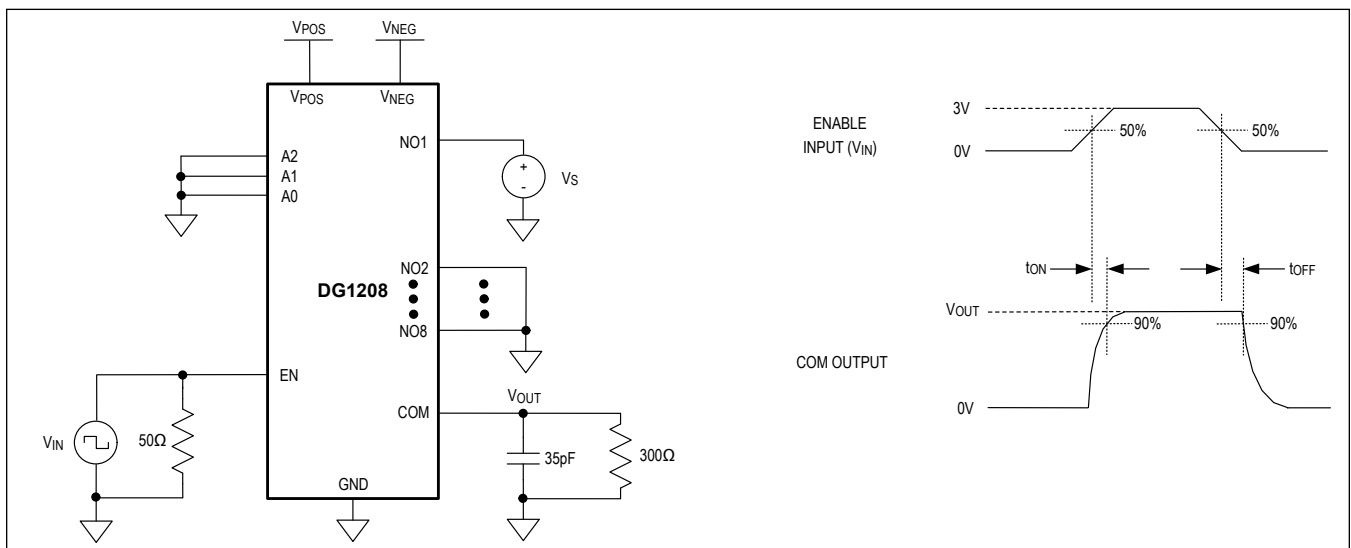 VPOS
VNEG
VPOS
VNEG
NO1
A2
A1
A0
+
-
VS
NO2
DG1208
NO8
EN
COM
VOUT
VIN
50Ω
35pF
300Ω
GND
ENABLE
INPUT (VIN)
3V
0V
50%
50%
tON
tOFF
VOUT
90%
90%
COM OUTPUT
0V